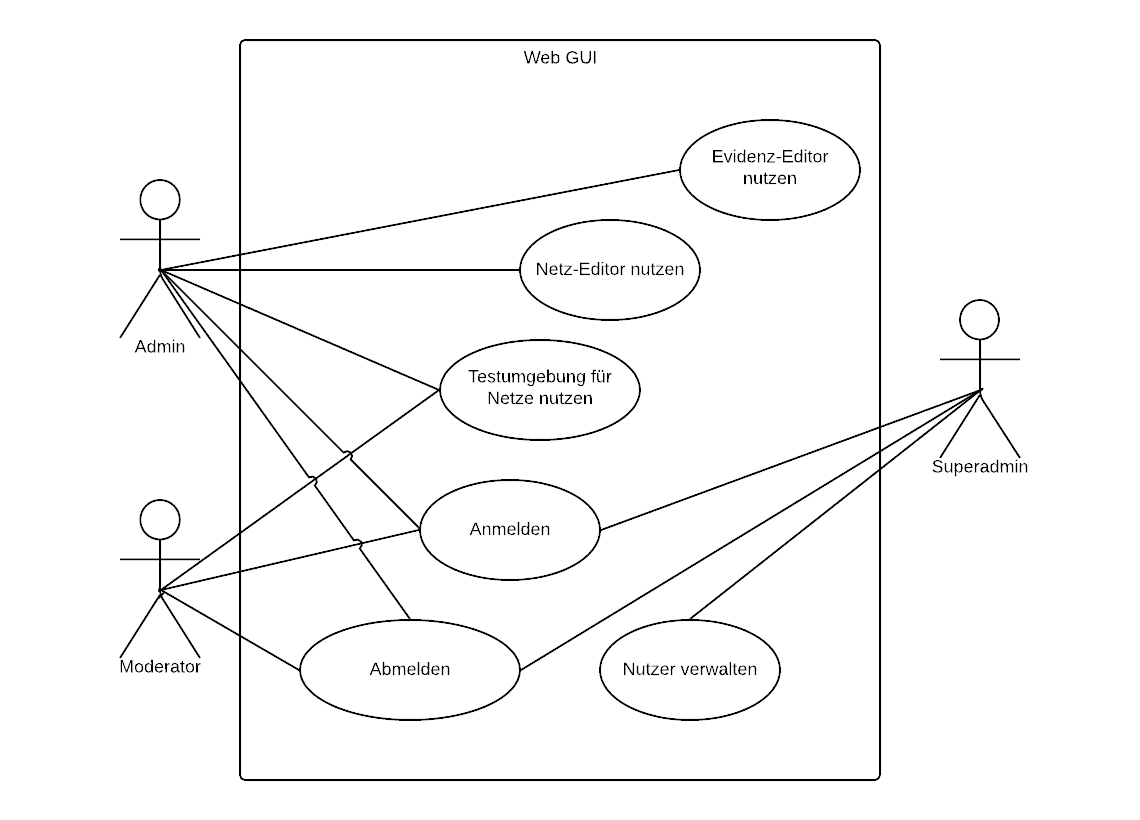 Web GUI
Evidenz-Editor
nutzen
Netz-Editor nutzen
Admin
Testumgebung für
Netze nutzen
Superadmin
Anmelden
Moderator
Abmelden
Nutzer verwalten